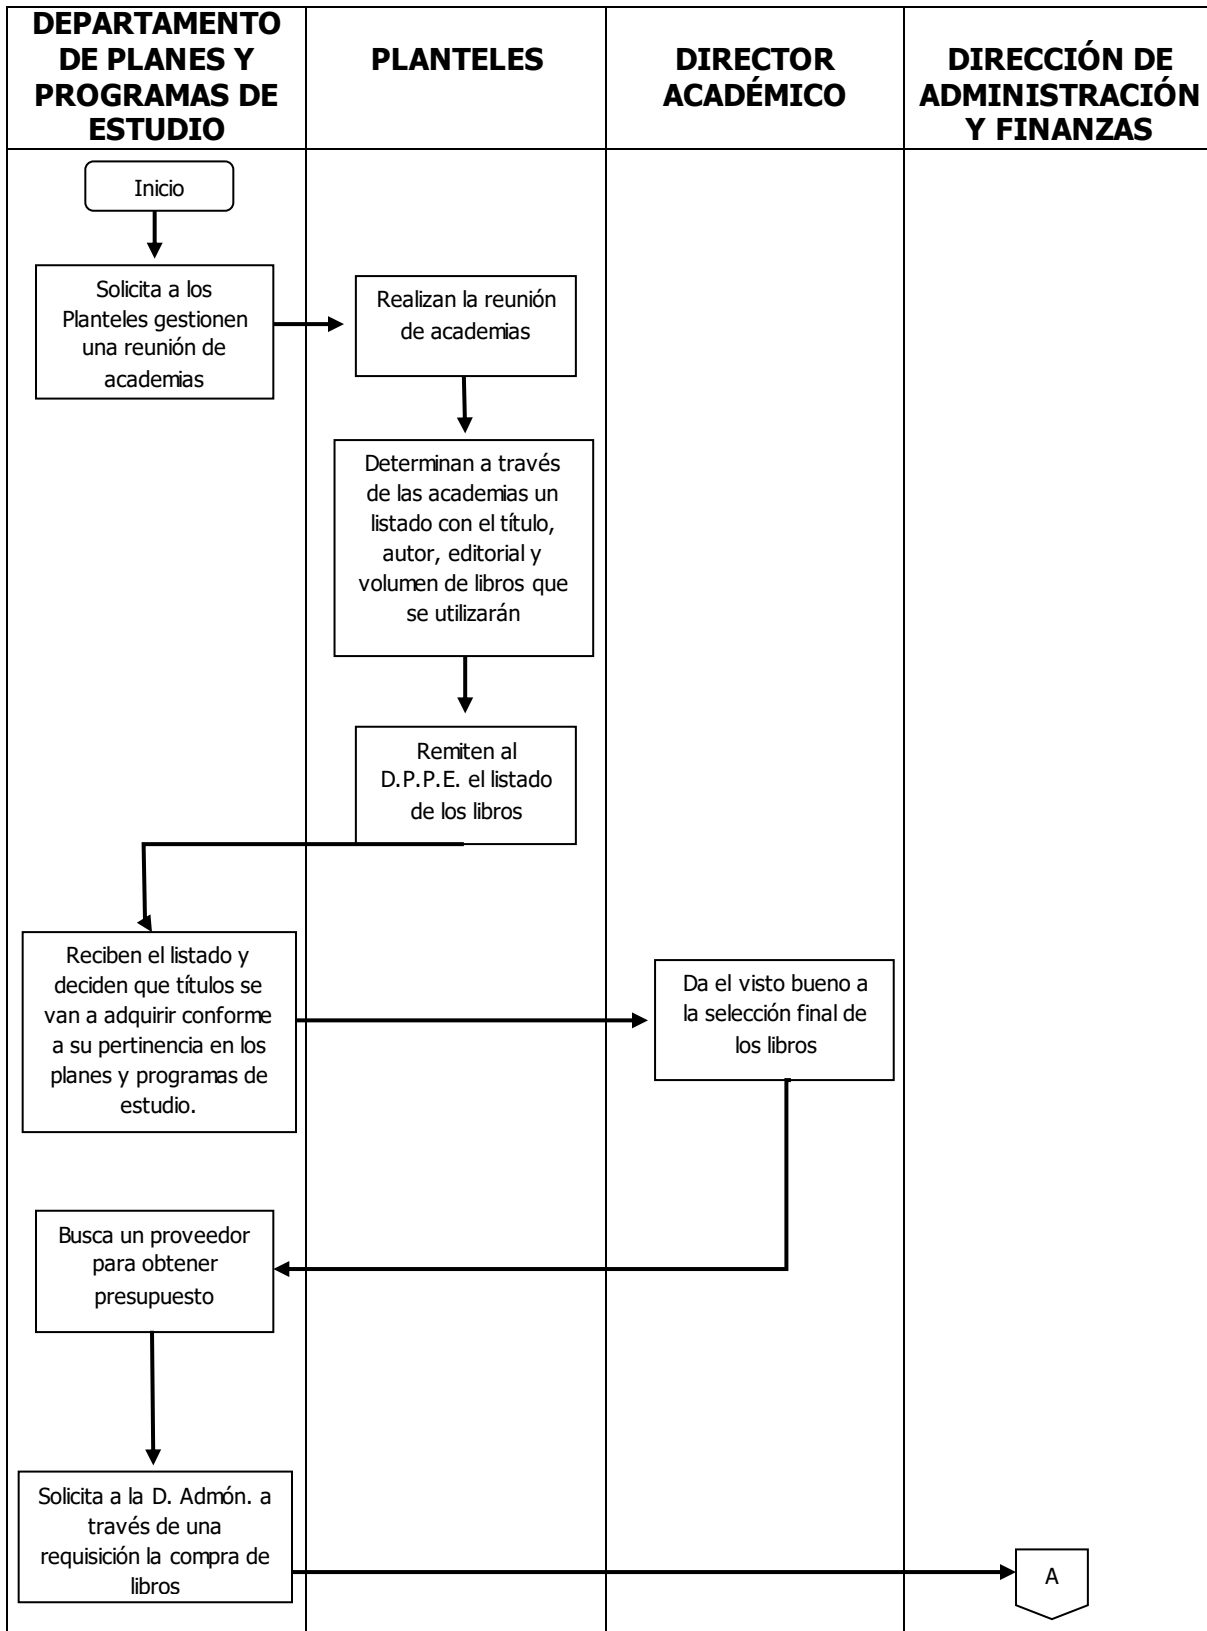 DEPARTAMENTO
DE PLANES Y
PROGRAMAS DE
ESTUDIO
PLANTELES
DIRECTOR
ACADÉMICO
DIRECCIÓN DE
ADMINISTRACIÓN
Y FINANZAS
Inicio
Solicita a los
Planteles gestionen
una reunión de
academias
Realizan la reunión
de academias
Determinan a través
de las academias un
listado con el título,
autor, editorial y
volumen de libros que
se utilizarán
Remiten al
D.P.P.E. el listado
de los libros
Reciben el listado y
deciden que títulos se
van a adquirir conforme
a su pertinencia en los
planes y programas de
estudio.
Da el visto bueno a
la selección final de
los libros
Busca un proveedor
para obtener
presupuesto
Solicita a la D. Admón. a
través de una
requisición la compra de
libros
A